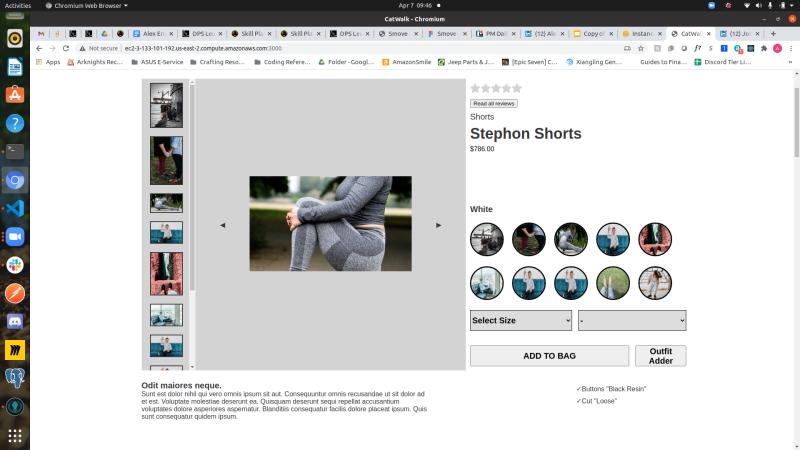 Activities
Chromium Web Browser
Apr 7 09:46
CatWalk - Chromium
Alex En
DPS Le
Skill Pl
Skill Pl
DPS Le
Smove
Smove
PM Dai
(12) Al
Copy of
Instanc
CatWal
(12) Jo
Not secure
ec2-3-133-101-192.us-east-2.compute.amazonaws.com:3000
Apps
Arknights Rec...
ASUS E-Service
Crafting Reso...
Coding Refere...
Folder - Googl...
AmazonSmile
Jeep Parts & J...
[Epic Seven] C...
Xiangling Gen...
Guides to Fina...
Discord Tier Li...
Read all reviews
Shorts
Stephon Shorts
$786.00
White
Select Size
-
ADD TO BAG
Outfit
Adder
Odit maiores neque.
Sunt est dolor nihil qui vero omnis ipsum sit aut. Consequuntur omnis recusandae ut sit dolor ad
et est. Voluptate molestiae deserunt ea. Quisquam deserunt sequi repellat accusantium
voluptates dolore asperiores aspernatur. Blanditiis consequatur facilis dolore placeat ipsum. Quis
sunt consequatur quidem ipsum.
✓Buttons "Black Resin"
✓Cut "Loose"